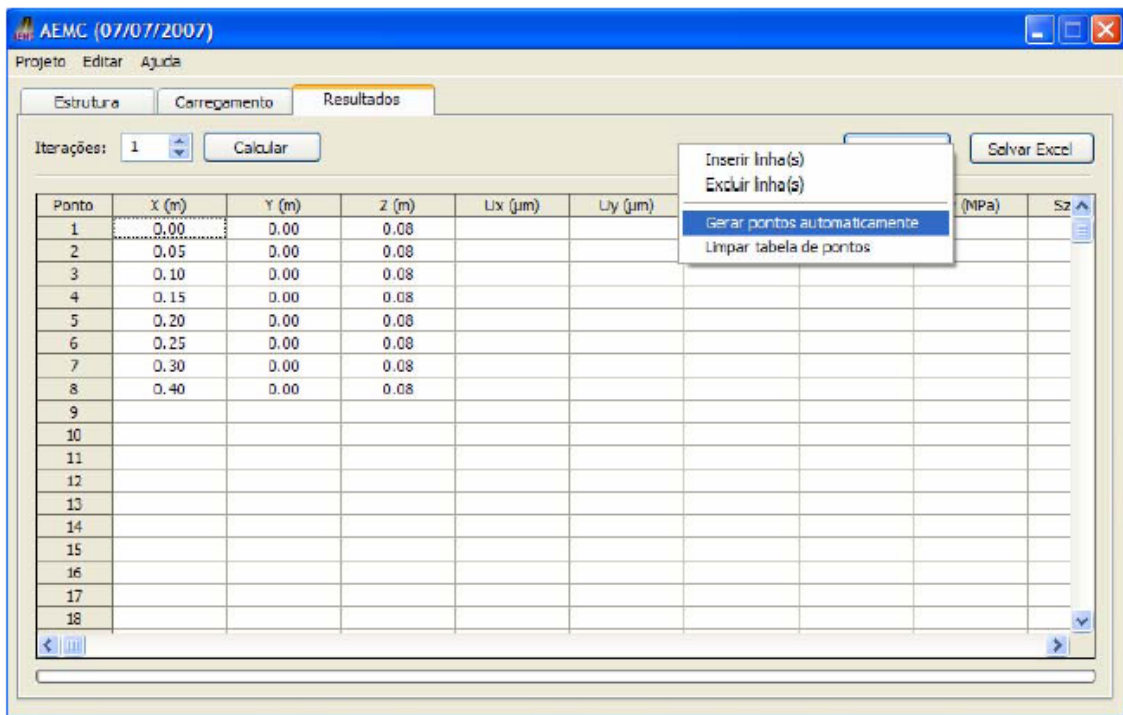 AEMC (07/07/2007)
Projeto Editar Ajuda
Estrutura Carregamento Resultados
Iterações: 1 Calcular Salvar Excel
Inserir linha(s)
Excluir linha(s)
Gerar pontos automaticamente
Limpar tabela de pontos
Ponto X (m) Y (m) Z (m) Ux (µm) Uy (µm) (MPa) Sz
1 0.00 0.00 0.08
2 0.05 0.00 0.08
3 0.10 0.00 0.08
4 0.15 0.00 0.08
5 0.20 0.00 0.08
6 0.25 0.00 0.08
7 0.30 0.00 0.08
8 0.40 0.00 0.08
9
10
11
12
13
14
15
16
17
18